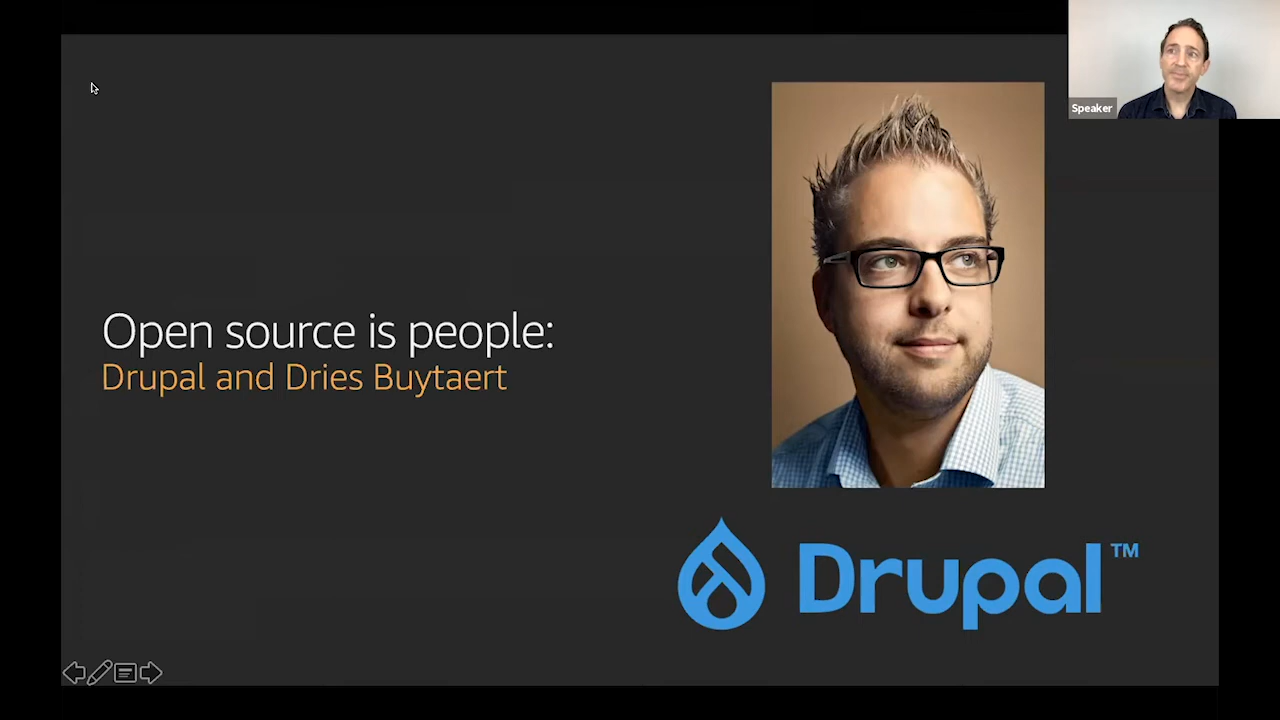 Speaker
Open source is people:
Drupal and Dries Buytaert
Drupal™